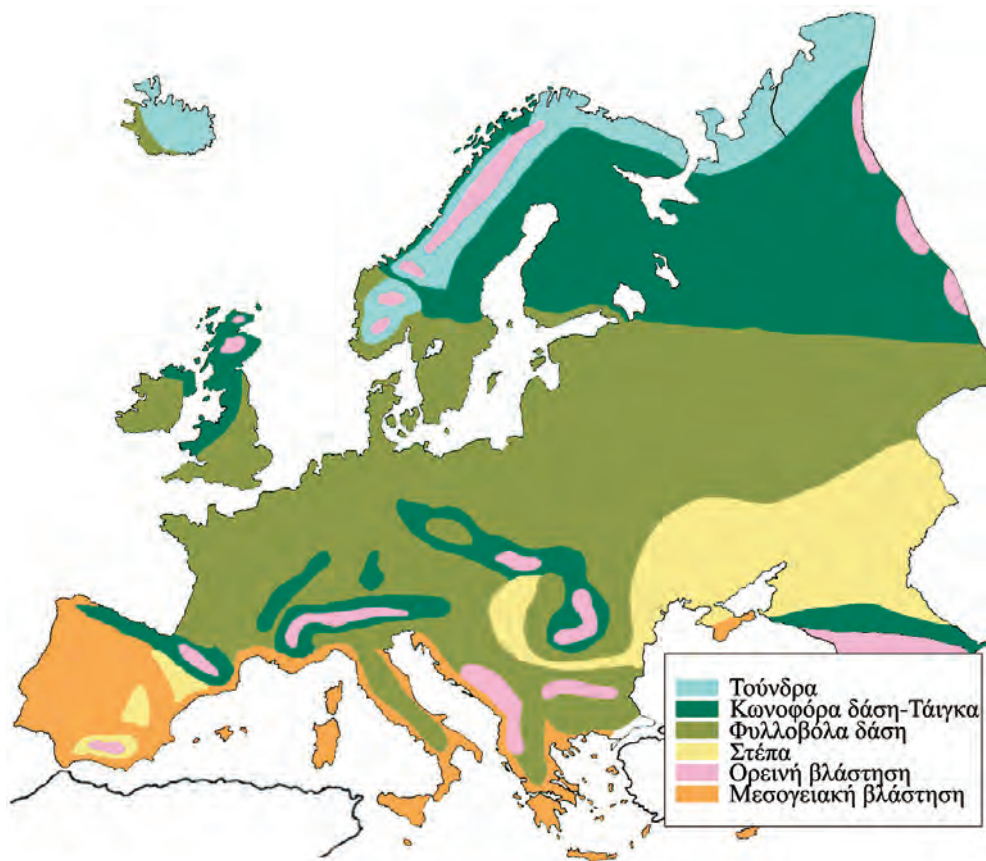 Τούνδρα
Κωνοφόρα δάση-Τάιγκα
Φυλλοβόλα δάση
Στέπα
Ορεινή βλάστηση
Μεσογειακή βλάστηση